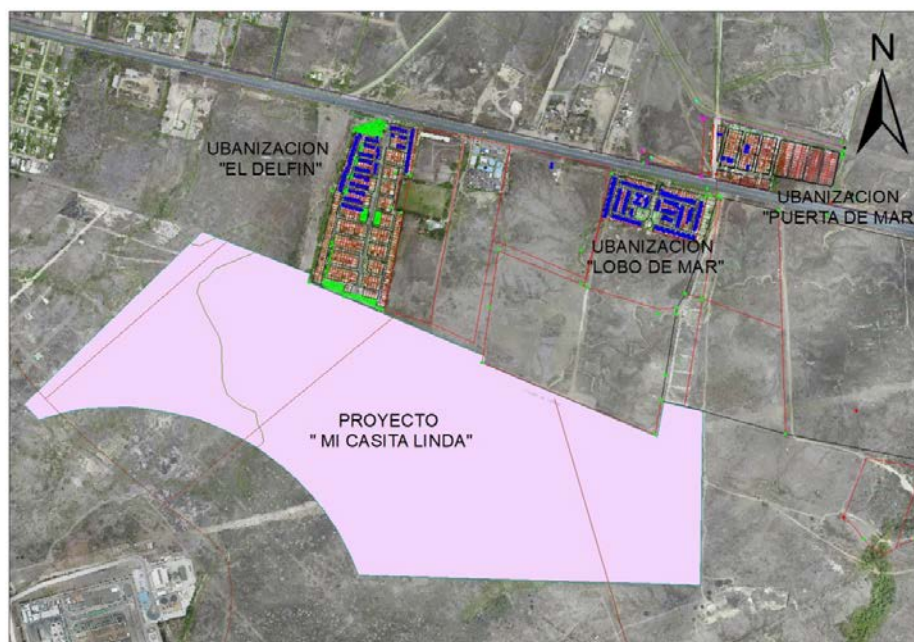 N
UBANIZACION
"EL DELFIN"
UBANIZACION
"PUERTA DE MAR
UBANIZACION
"LOBO DE MAR"
PROYECTO
" MI CASITA LINDA"